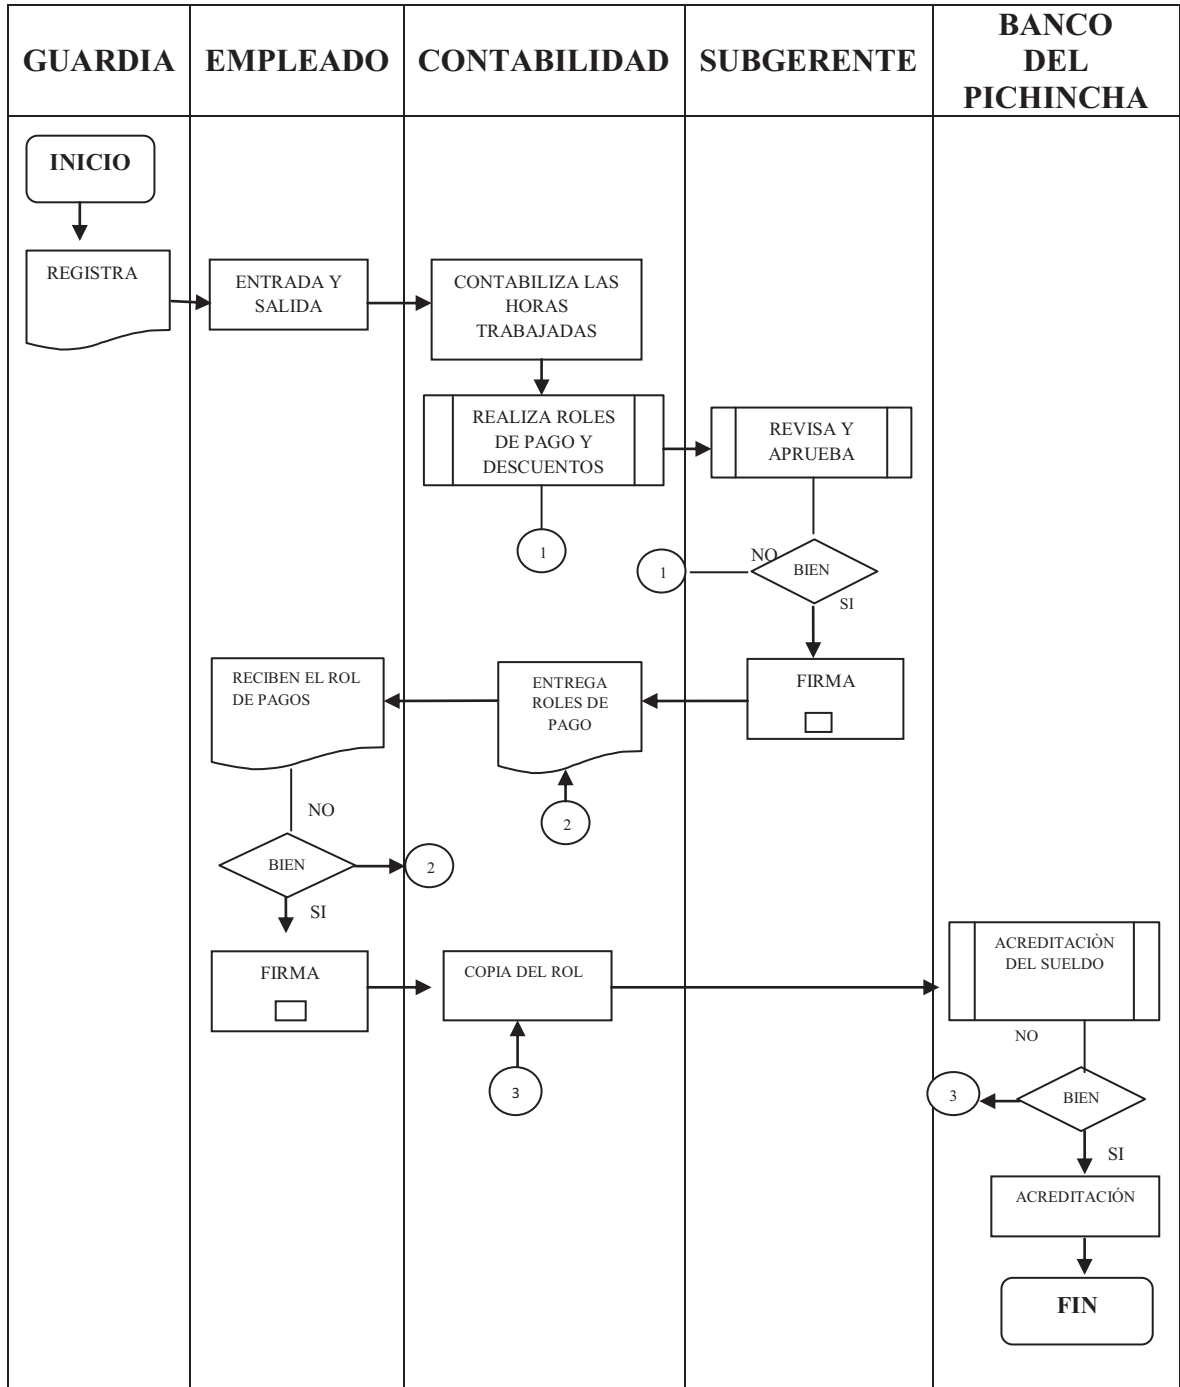 GUARDIA
EMPLEADO
CONTABILIDAD
SUBGERENTE
BANCO
DEL
PICHINCHA
INICIO
REGISTRA
ENTRADA Y
SALIDA
CONTABILIZA LAS
HORAS
TRABAJADAS
REALIZA ROLES
DE PAGO Y
DESCUENTOS
REVISA Y
APRUEBA
1
1
NO
BIEN
SI
RECIBEN EL ROL
DE PAGOS
ENTREGA
ROLES DE
PAGO
FIRMA
NO
2
BIEN
2
SI
FIRMA
COPIA DEL ROL
ACREDITACIÒN
DEL SUELDO
NO
3
3
BIEN
SI
ACREDITACIÓN
FIN